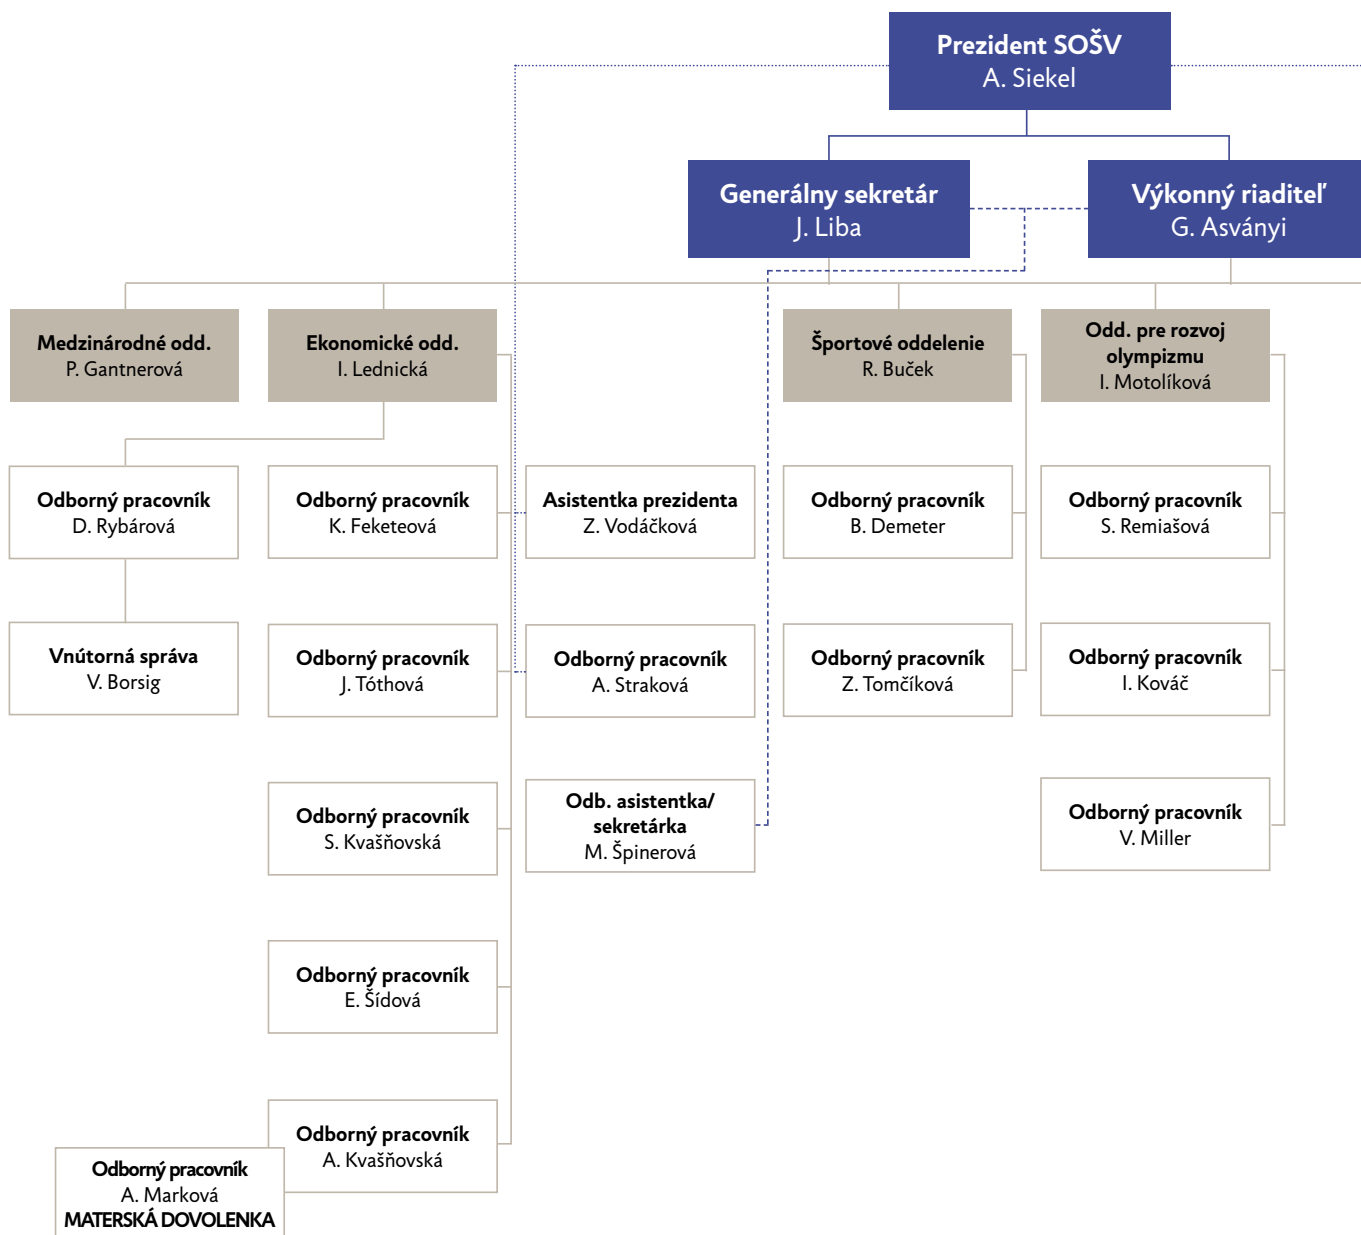 Prezident SOŠV
A. Siekel
Generálny sekretár
J. Liba
Výkonný riaditeľ
G. Asványi
Medzinárodné odd.
P. Gantnerová
Ekonomické odd.
I. Lednická
Športové oddelenie
R. Buček
Odd. pre rozvoj
olympizmu
I. Motolíková
Odborný pracovník
D. Rybárová
Odborný pracovník
K. Feketeová
Asistentka prezidenta
Z. Vodáčková
Odborný pracovník
B. Demeter
Odborný pracovník
S. Remiašová
Vnútorná správa
V. Borsig
Odborný pracovník
J. Tóthová
Odborný pracovník
A. Straková
Odborný pracovník
Z. Tomčíková
Odborný pracovník
I. Kováč
Odborný pracovník
S. Kvašňovská
Odb. asistentka/
sekretárka
M. Špinerová
Odborný pracovník
V. Miller
Odborný pracovník
E. Šídová
Odborný pracovník
A. Kvašňovská
Odborný pracovník
A. Marková
MATERSKÁ DOVOLENKA